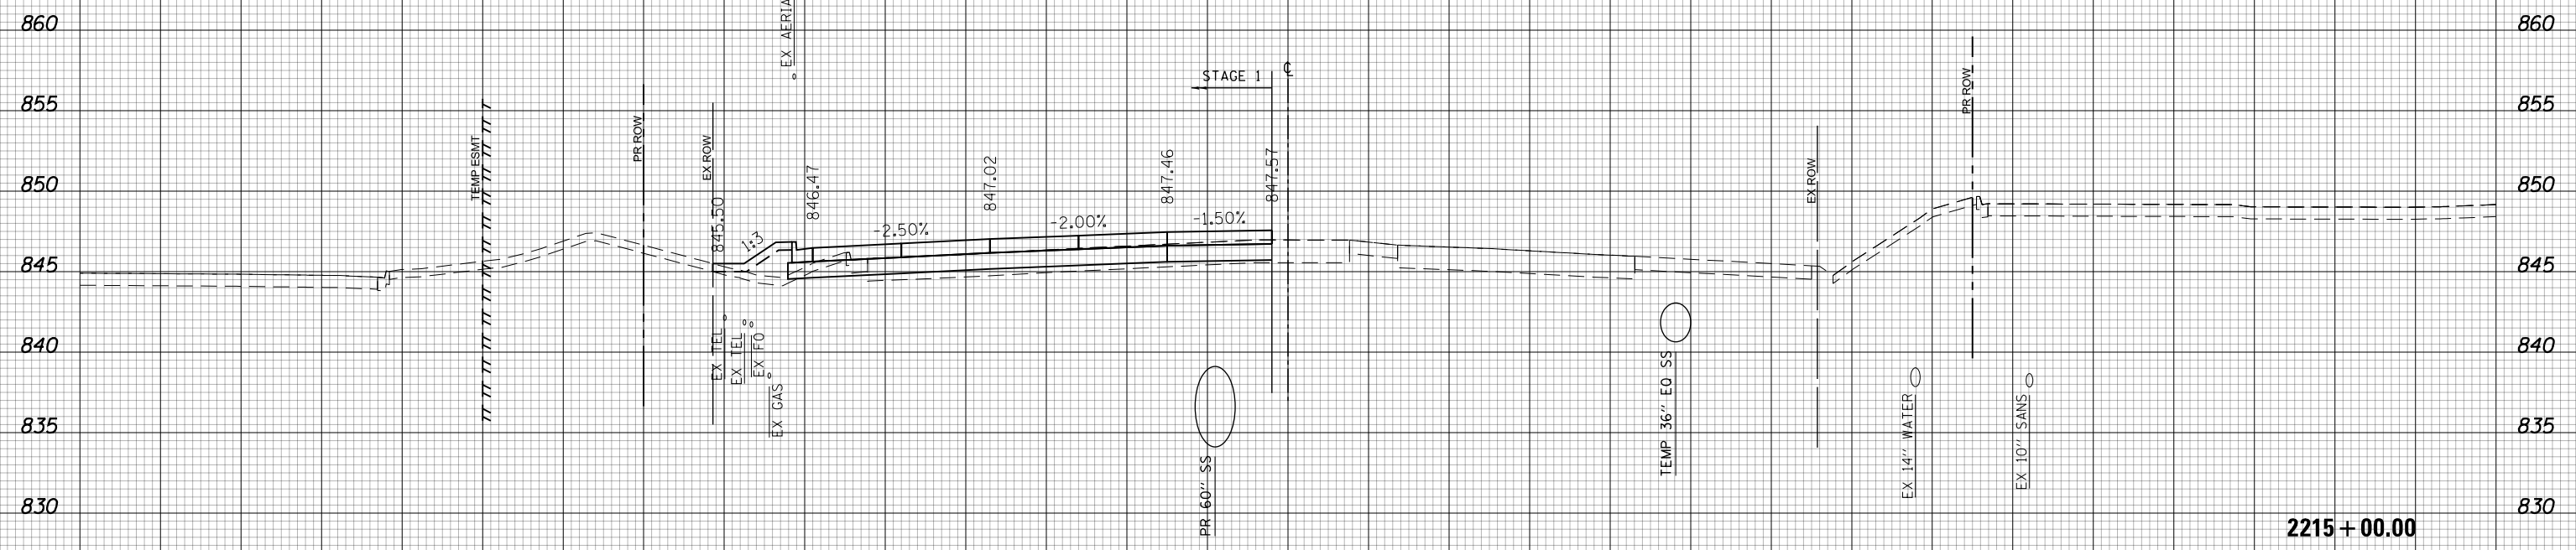 860
855
850
845
840
835
830
TEMP ESMT
PR ROW
EX ROW
EX AERIA
845.50
1:3
846.47
-2.50%
847.02
-2.00%
847.46
-1.50%
847.57
STAGE 1
℄
EX TEL
EX TEL
EX FO
EX GAS
PR 60" SS
TEMP 36" EQ SS
EX ROW
PR ROW
EX 14" WATER
EX 10" SANS
860
855
850
845
840
835
830
2215+00.00